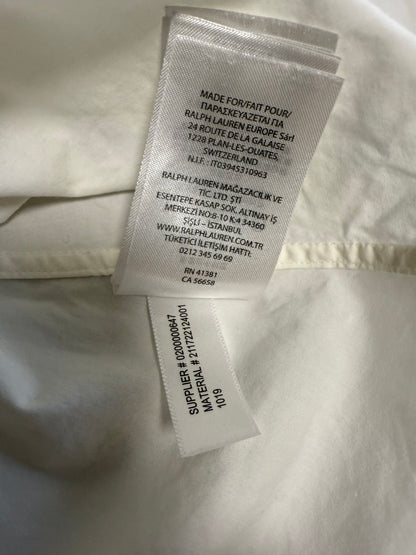 MADE FOR/FAIT POUR/
ΠΑΡΑΣΚΕΥΑΖΕΤΑΙ ΓΙΑ
RALPH LAUREN EUROPE Sárl
24 ROUTE DE LA GALAISE
1228 PLAN-LES-OUATES,
SWITZERLAND
N.I.F.: IT03945310963
RALPH LAUREN MAĞAZACILIK VE
TİC. LTD. ŞTİ
ESENTEPE KASAP SOK. ALTINAY İŞ
MERKEZİ NO:8-10 K:4 34360
ŞİŞLİ – İSTANBUL
WWW.RALPHLAUREN.COM.TR
TÜKETİCİ İLETİŞİM HATTI:
0212 345 69 69
RN 41381
CA 56658
SUPPLIER # 0200000647
MATERIAL # 211722124001
1019